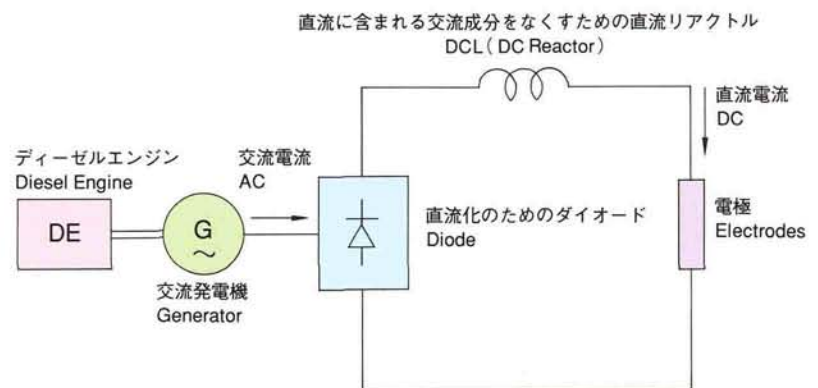 直流に含まれる交流成分をなくすための直流リアクトル
DCL ( DC Reactor )
直流電流
DC
ディーゼルエンジン
Diesel Engine
交流電流
AC
DE
G
~
直流化のためのダイオード
Diode
電極
Electrodes
交流発電機
Generator